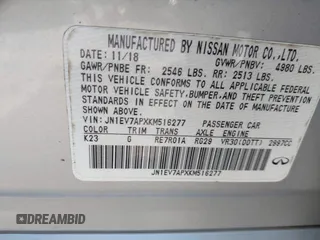 MANUFACTURED BY NISSAN MOTOR CO.,LTD.
DATE: 11/18 GVWR/PNBV: 4980 LBS.
GAWR/PNBE FR: 2546 LBS. RR: 2513 LBS.
THIS VEHICLE CONFORMS TO ALL APPLICABLE FEDERAL
MOTOR VEHICLE SAFETY, BUMPER, AND THEFT PREVENTION
STANDARDS IN EFFECT ON THE DATE OF MANUFACTURE
SHOWN ABOVE.
V.I.N.: JN1EV7APXKM516277 PASSENGER CAR
COLOR TRIM TRANS AXLE ENGINE
K23 G RE7R01A RG29 VR30(DDTT) 2997CC
JN1EV7APXKM516277
INFINITI
DREAMBID